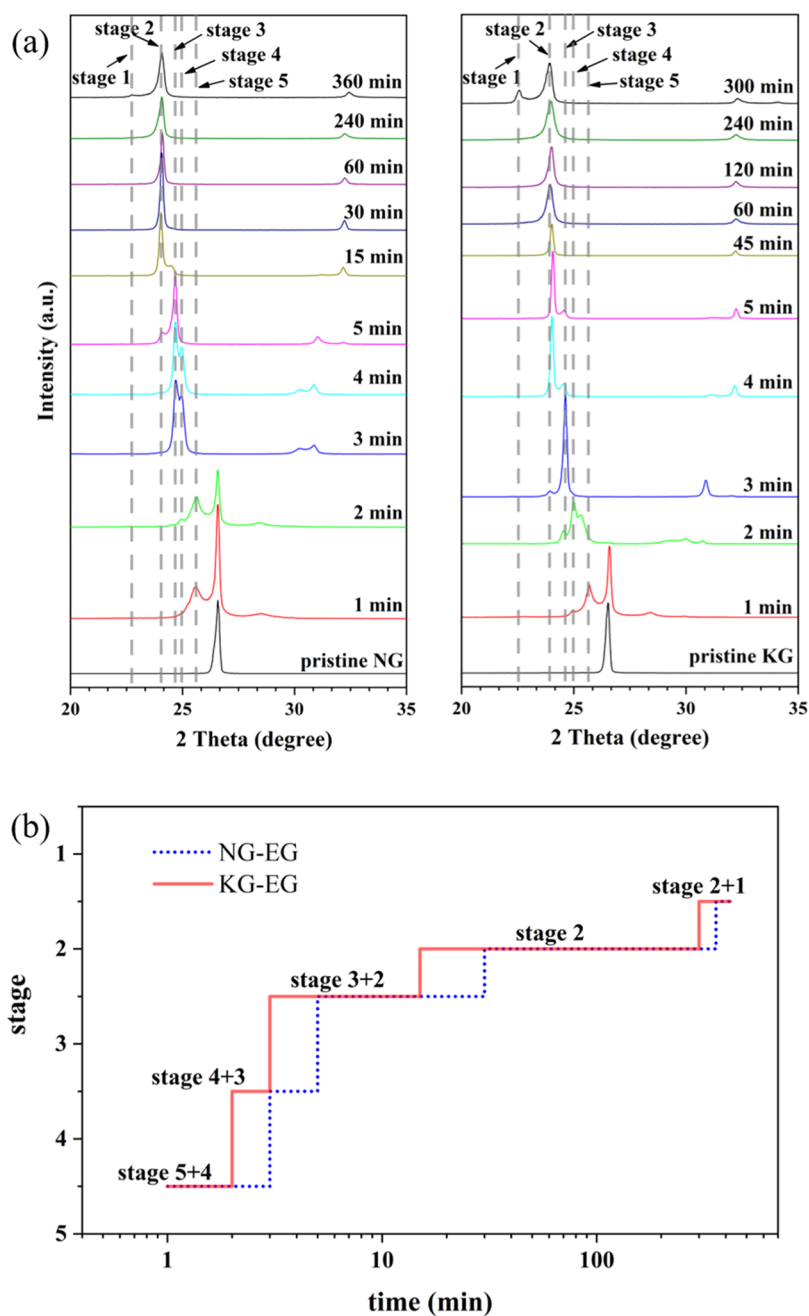 (a)
stage 2
stage 3
stage 4
stage 1
stage 5
360 min
240 min
60 min
30 min
15 min
5 min
4 min
3 min
2 min
1 min
pristine NG
20 25 30 35
2 Theta (degree)
Intensity (a.u.)
stage 2
stage 3
stage 4
stage 1
stage 5
300 min
240 min
120 min
60 min
45 min
5 min
4 min
3 min
2 min
1 min
pristine KG
20 25 30 35
2 Theta (degree)
(b)
NG-EG
KG-EG
stage 2+1
stage 2
stage 3+2
stage 4+3
stage 5+4
1
2
3
4
5
stage
1 10 100
time (min)